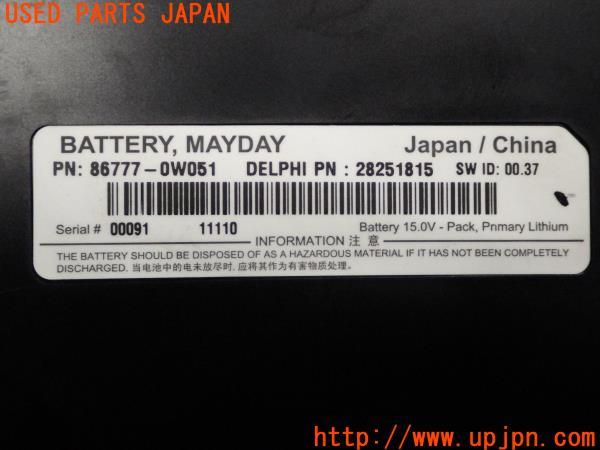 USED PARTS JAPAN
BATTERY, MAYDAY Japan / China
PN: 86777-0W051 DELPHI PN : 28251815 SW ID: 00.37
Serial # 00091 11110 Battery 15.0V - Pack, Pnmary Lithium
INFORMATION 注 意
THE BATTERY SHOULD BE DISPOSED OF AS A HAZARDOUS MATERIAL IF IT HAS NOT BEEN COMPLETELY
DISCHARGED. 当电池中的电未放尽时, 应将其作为有害物质处理。
http://www.upjpn.com/